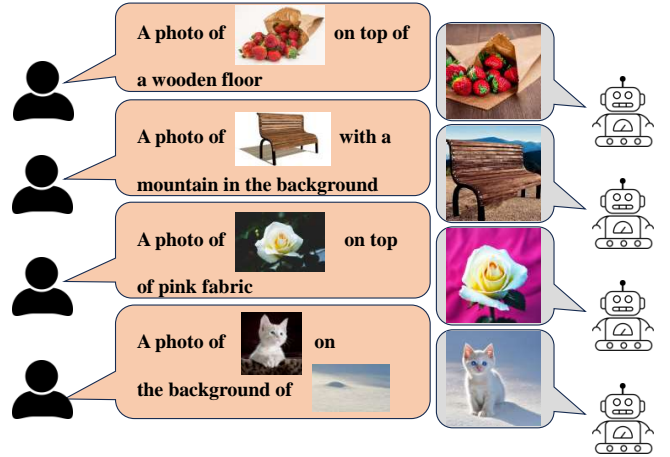 A photo of on top of
a wooden floor
A photo of with a
mountain in the background
A photo of on top
of pink fabric
A photo of on
the background of